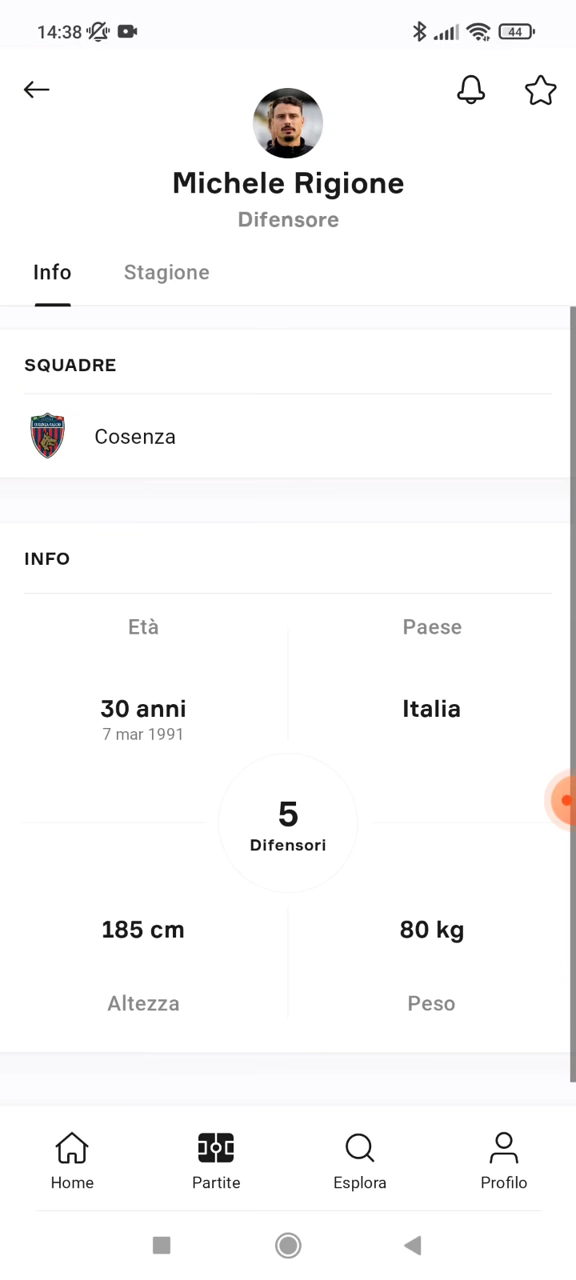 14:38
44
Michele Rigione
Difensore
Info Stagione
SQUADRE
Cosenza
INFO
Età Paese
30 anni Italia
7 mar 1991
5
Difensori
185 cm 80 kg
Altezza Peso
Home Partite Esplora Profilo